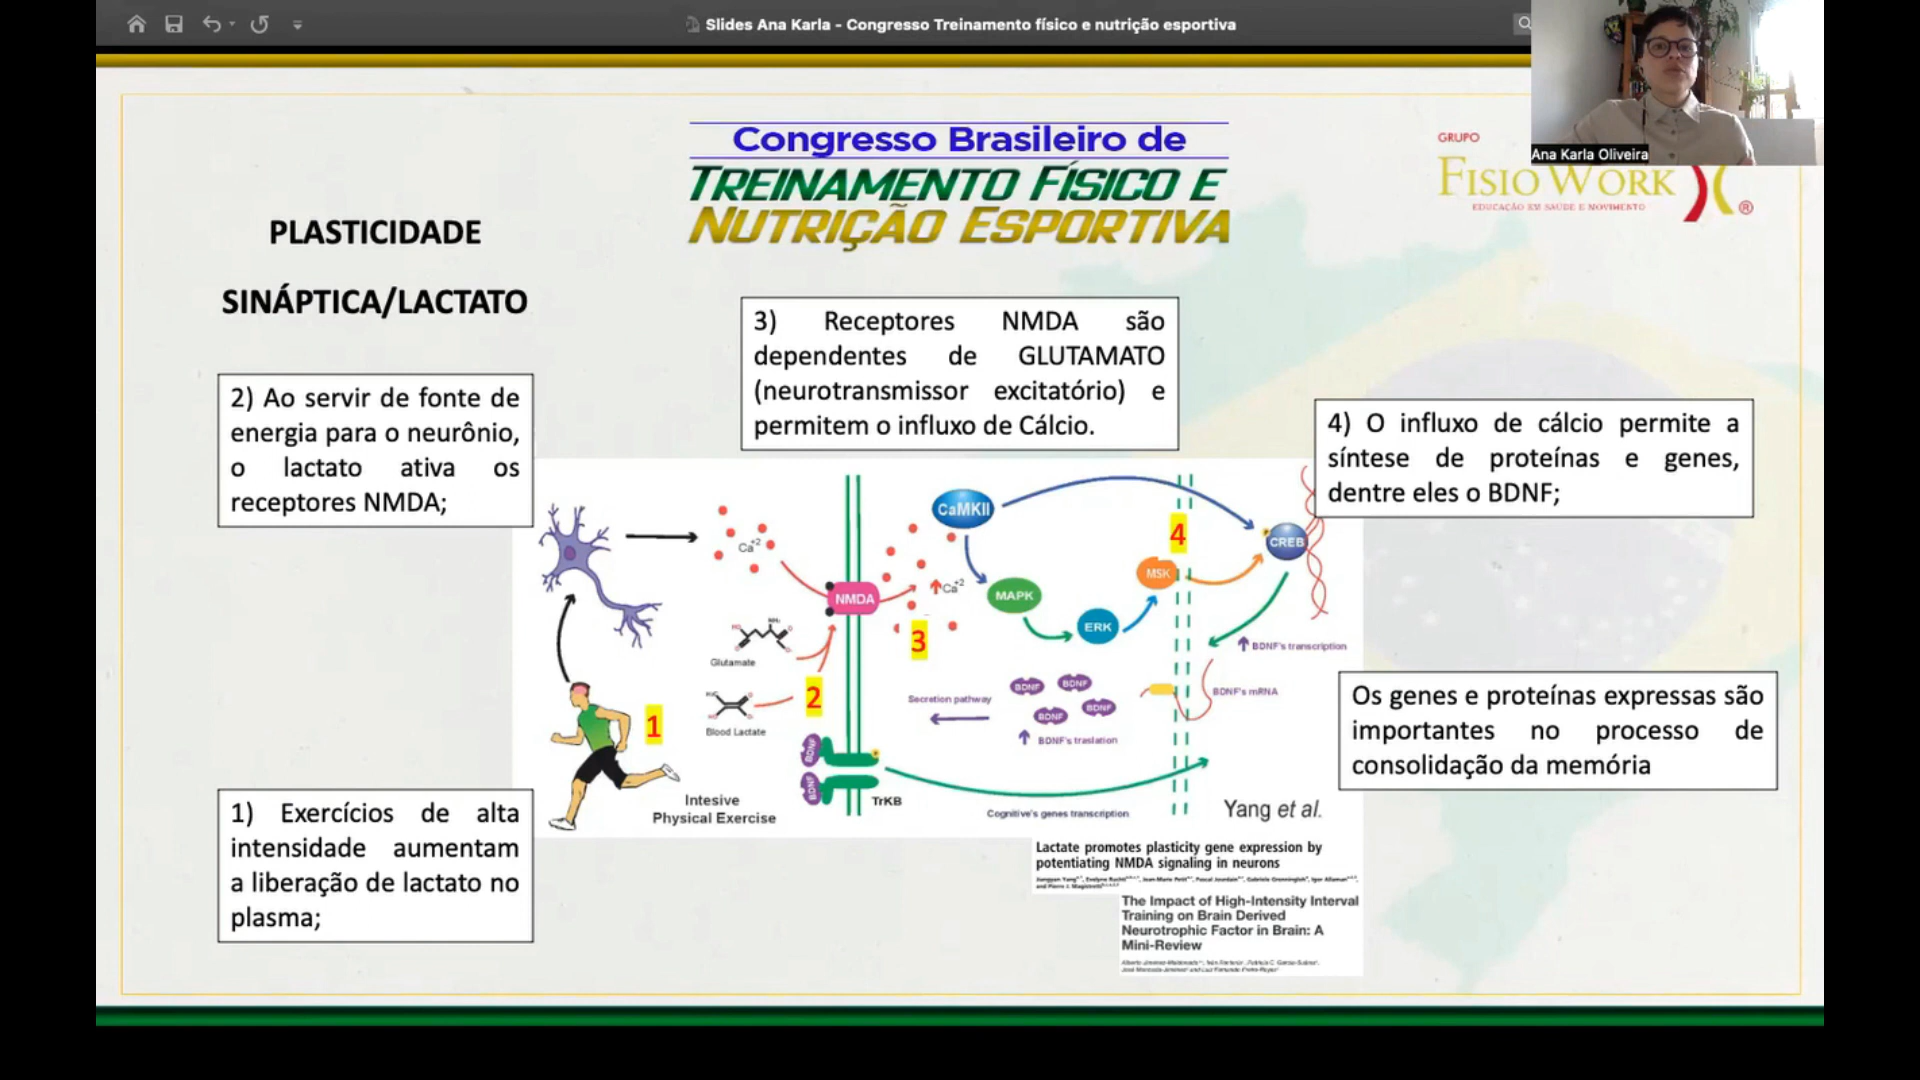 Slides Ana Karla - Congresso Treinamento físico e nutrição esportiva
Ana Karla Oliveira
Congresso Brasileiro de
TREINAMENTO FÍSICO E
NUTRIÇÃO ESPORTIVA
GRUPO
FISIOWORK
EDUCAÇÃO EM SAÚDE E MOVIMENTO
®
PLASTICIDADE
SINÁPTICA/LACTATO
2) Ao servir de fonte de
energia para o neurônio,
o lactato ativa os
receptores NMDA;
3) Receptores NMDA são
dependentes de GLUTAMATO
(neurotransmissor excitatório) e
permitem o influxo de Cálcio.
4) O influxo de cálcio permite a
síntese de proteínas e genes,
dentre eles o BDNF;
Os genes e proteínas expressas são
importantes no processo de
consolidação da memória
1) Exercícios de alta
intensidade aumentam
a liberação de lactato no
plasma;
Ca+2
NMDA
Ca+2
CaMKII
MAPK
ERK
MSK
CREB
4
3
2
1
Glutamate
Blood Lactate
BDNF's transcription
BDNF's mRNA
Secretion pathway
BDNF
BDNF
BDNF
BDNF
BDNF's traslation
BDNF
BDNF
TrKB
Cognitive's genes transcription
Intesive
Physical Exercise
Yang et al.
Lactate promotes plasticity gene expression by
potentiating NMDA signaling in neurons
The Impact of High-Intensity Interval
Training on Brain Derived
Neurotrophic Factor in Brain: A
Mini-Review